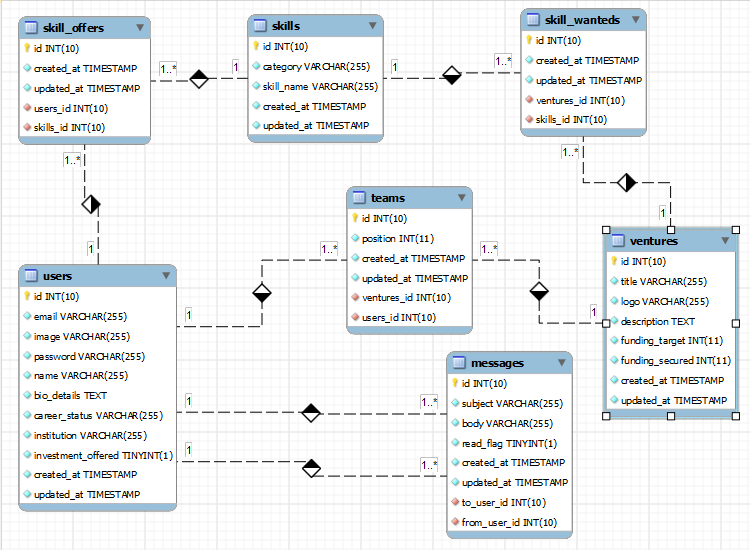 skill_offers
id INT(10)
created_at TIMESTAMP
updated_at TIMESTAMP
users_id INT(10)
skills_id INT(10)
1..*
1
skills
id INT(10)
category VARCHAR(255)
skill_name VARCHAR(255)
created_at TIMESTAMP
updated_at TIMESTAMP
1
1..*
skill_wanteds
id INT(10)
created_at TIMESTAMP
updated_at TIMESTAMP
ventures_id INT(10)
skills_id INT(10)
1..*
1
1..*
1
teams
id INT(10)
position INT(11)
created_at TIMESTAMP
updated_at TIMESTAMP
ventures_id INT(10)
users_id INT(10)
1..*
1..*
1
1
ventures
id INT(10)
title VARCHAR(255)
logo VARCHAR(255)
description TEXT
funding_target INT(11)
funding_secured INT(11)
created_at TIMESTAMP
updated_at TIMESTAMP
users
id INT(10)
email VARCHAR(255)
image VARCHAR(255)
password VARCHAR(255)
name VARCHAR(255)
bio_details TEXT
career_status VARCHAR(255)
institution VARCHAR(255)
investment_offered TINYINT(1)
created_at TIMESTAMP
updated_at TIMESTAMP
1
1..*
1
1..*
messages
id INT(10)
subject VARCHAR(255)
body VARCHAR(255)
read_flag TINYINT(1)
created_at TIMESTAMP
updated_at TIMESTAMP
to_user_id INT(10)
from_user_id INT(10)